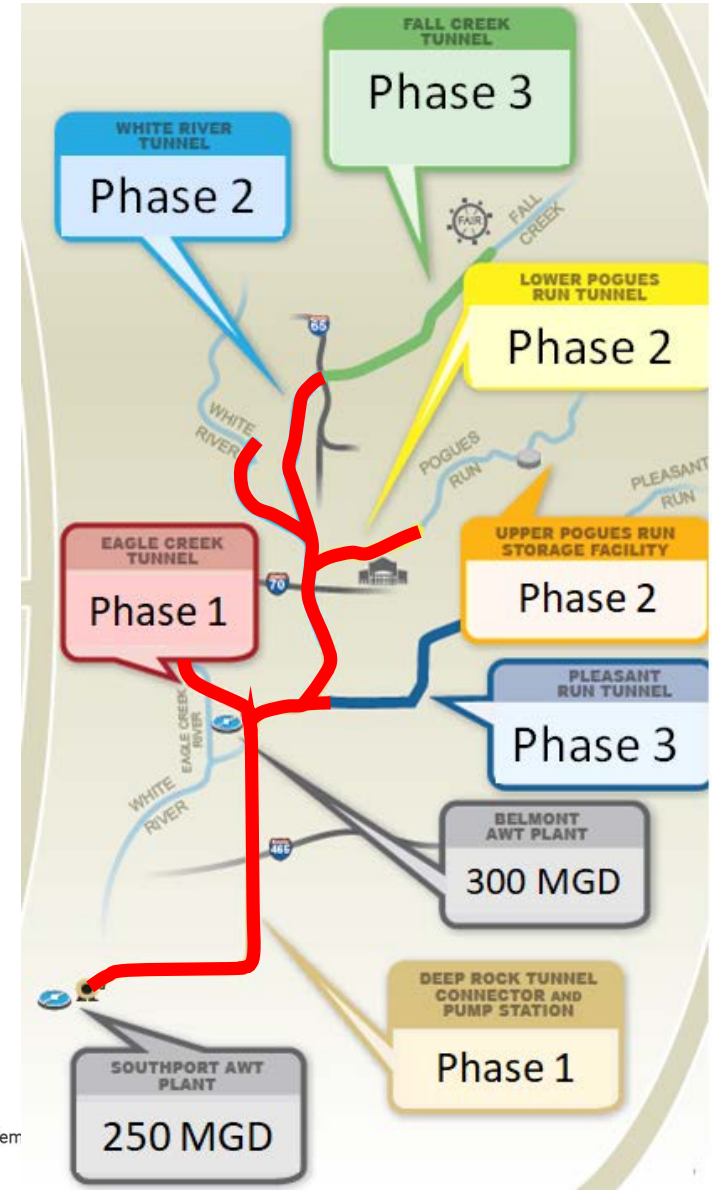 FALL CREEK
TUNNEL
Phase 3
WHITE RIVER
TUNNEL
Phase 2
FAIR
FALL
CREEK
LOWER POGUES
RUN TUNNEL
Phase 2
65
WHITE
RIVER
POGUES
RUN
PLEASANT
RUN
EAGLE CREEK
TUNNEL
Phase 1
70
UPPER POGUES RUN
STORAGE FACILITY
Phase 2
PLEASANT
RUN TUNNEL
Phase 3
EAGLE CREEK
RIVER
WHITE
RIVER
465
BELMONT
AWT PLANT
300 MGD
DEEP ROCK TUNNEL
CONNECTOR AND
PUMP STATION
Phase 1
SOUTHPORT AWT
PLANT
250 MGD
em